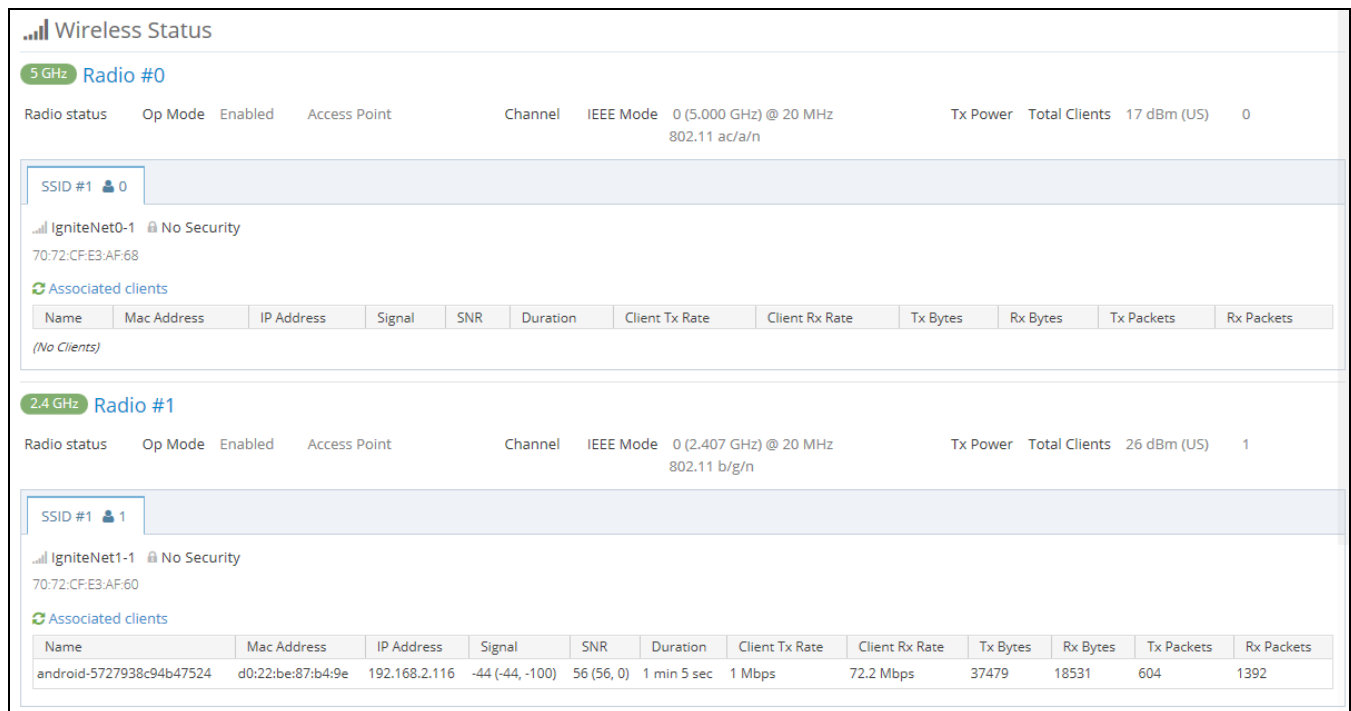 Wireless Status
5 GHz Radio #0
Radio status Op Mode Enabled Access Point Channel IEEE Mode 0 (5.000 GHz) @ 20 MHz Tx Power Total Clients 17 dBm (US) 0
802.11 ac/a/n
SSID #1 0
IgniteNet0-1 No Security
70:72:CF:E3:AF:68
Associated clients
Name Mac Address IP Address Signal SNR Duration Client Tx Rate Client Rx Rate Tx Bytes Rx Bytes Tx Packets Rx Packets
(No Clients)
2.4 GHz Radio #1
Radio status Op Mode Enabled Access Point Channel IEEE Mode 0 (2.407 GHz) @ 20 MHz Tx Power Total Clients 26 dBm (US) 1
802.11 b/g/n
SSID #1 1
IgniteNet1-1 No Security
70:72:CF:E3:AF:60
Associated clients
Name Mac Address IP Address Signal SNR Duration Client Tx Rate Client Rx Rate Tx Bytes Rx Bytes Tx Packets Rx Packets
android-5727938c94b47524 d0:22:be:87:b4:9e 192.168.2.116 -44 (-44, -100) 56 (56, 0) 1 min 5 sec 1 Mbps 72.2 Mbps 37479 18531 604 1392